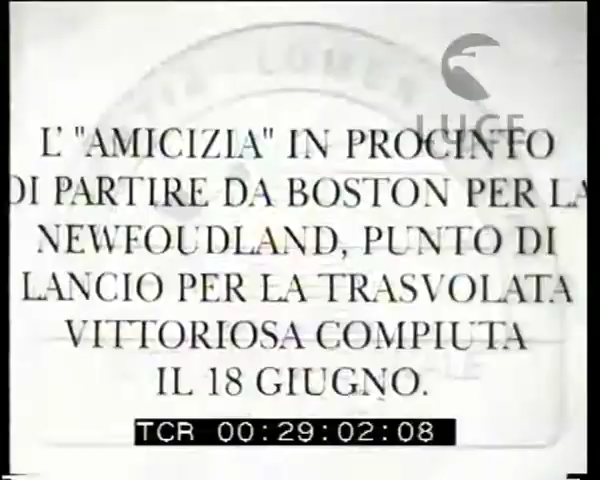 LUCE
L' "AMICIZIA" IN PROCINTO
DI PARTIRE DA BOSTON PER LA
NEWFOUDLAND, PUNTO DI
LANCIO PER LA TRASVOLATA
VITTORIOSA COMPIUTA
IL 18 GIUGNO.
TCR 00:29:02:08